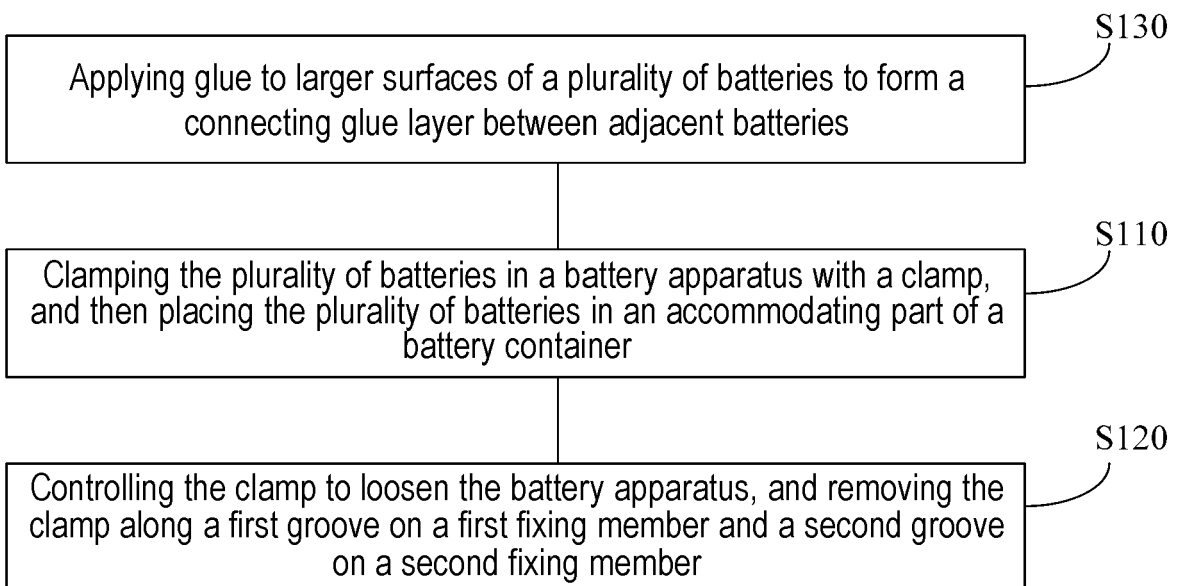 S130
Applying glue to larger surfaces of a plurality of batteries to form a
connecting glue layer between adjacent batteries
S110
Clamping the plurality of batteries in a battery apparatus with a clamp,
and then placing the plurality of batteries in an accommodating part of a
battery container
S120
Controlling the clamp to loosen the battery apparatus, and removing the
clamp along a first groove on a first fixing member and a second groove
on a second fixing member